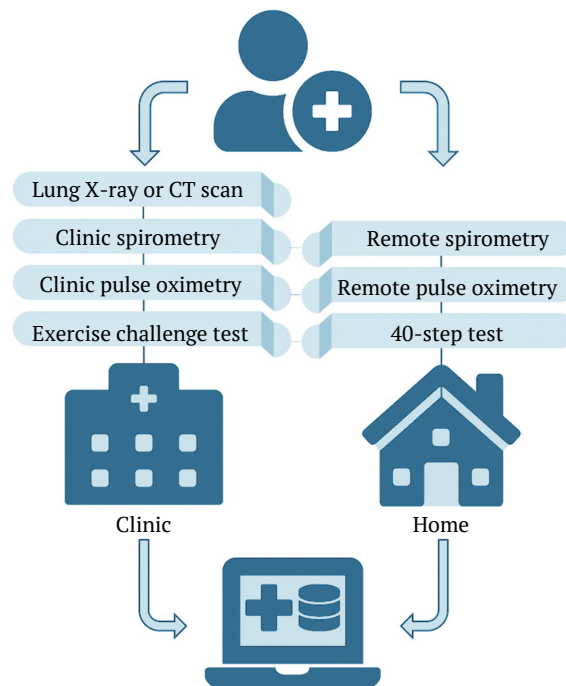 Lung X-ray or CT scan
Clinic spirometry
Remote spirometry
Clinic pulse oximetry
Remote pulse oximetry
Exercise challenge test
40-step test
Clinic
Home